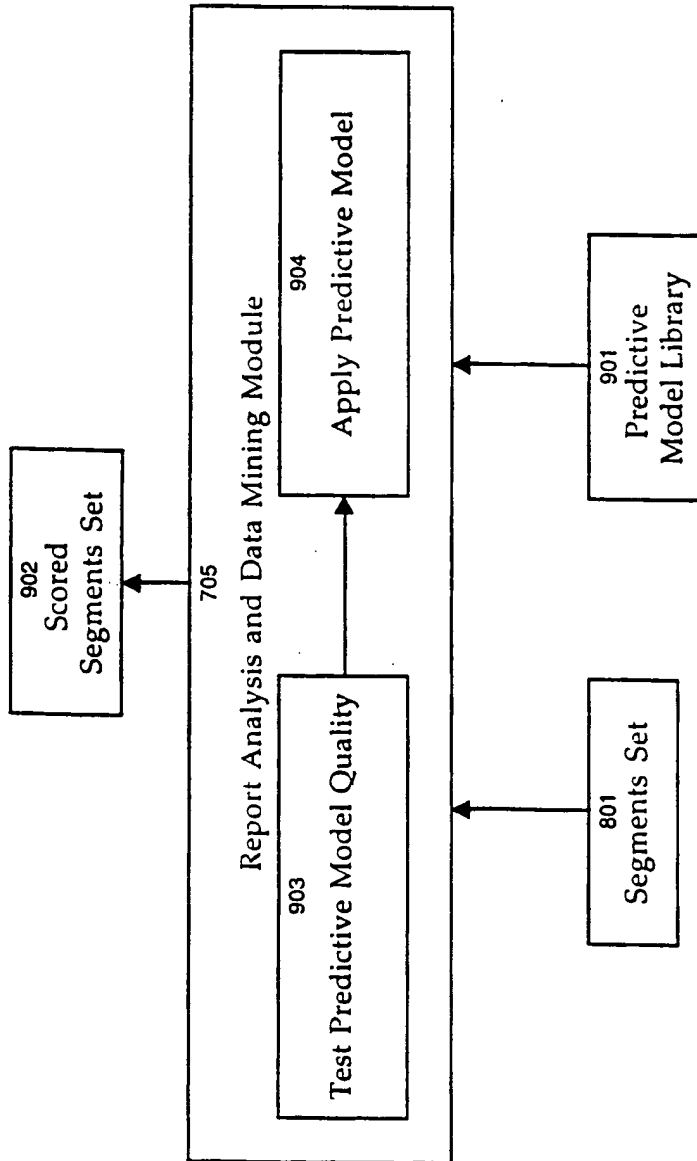 902
Scored
Segments Set
705
Report Analysis and Data Mining Module
903
Test Predictive Model Quality
904
Apply Predictive Model
801
Segments Set
901
Predictive
Model Library